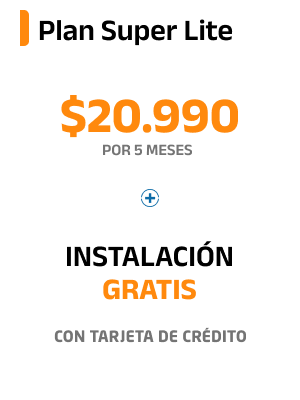 Plan Super Lite
$20.990
POR 5 MESES
INSTALACIÓN
GRATIS
CON TARJETA DE CRÉDITO